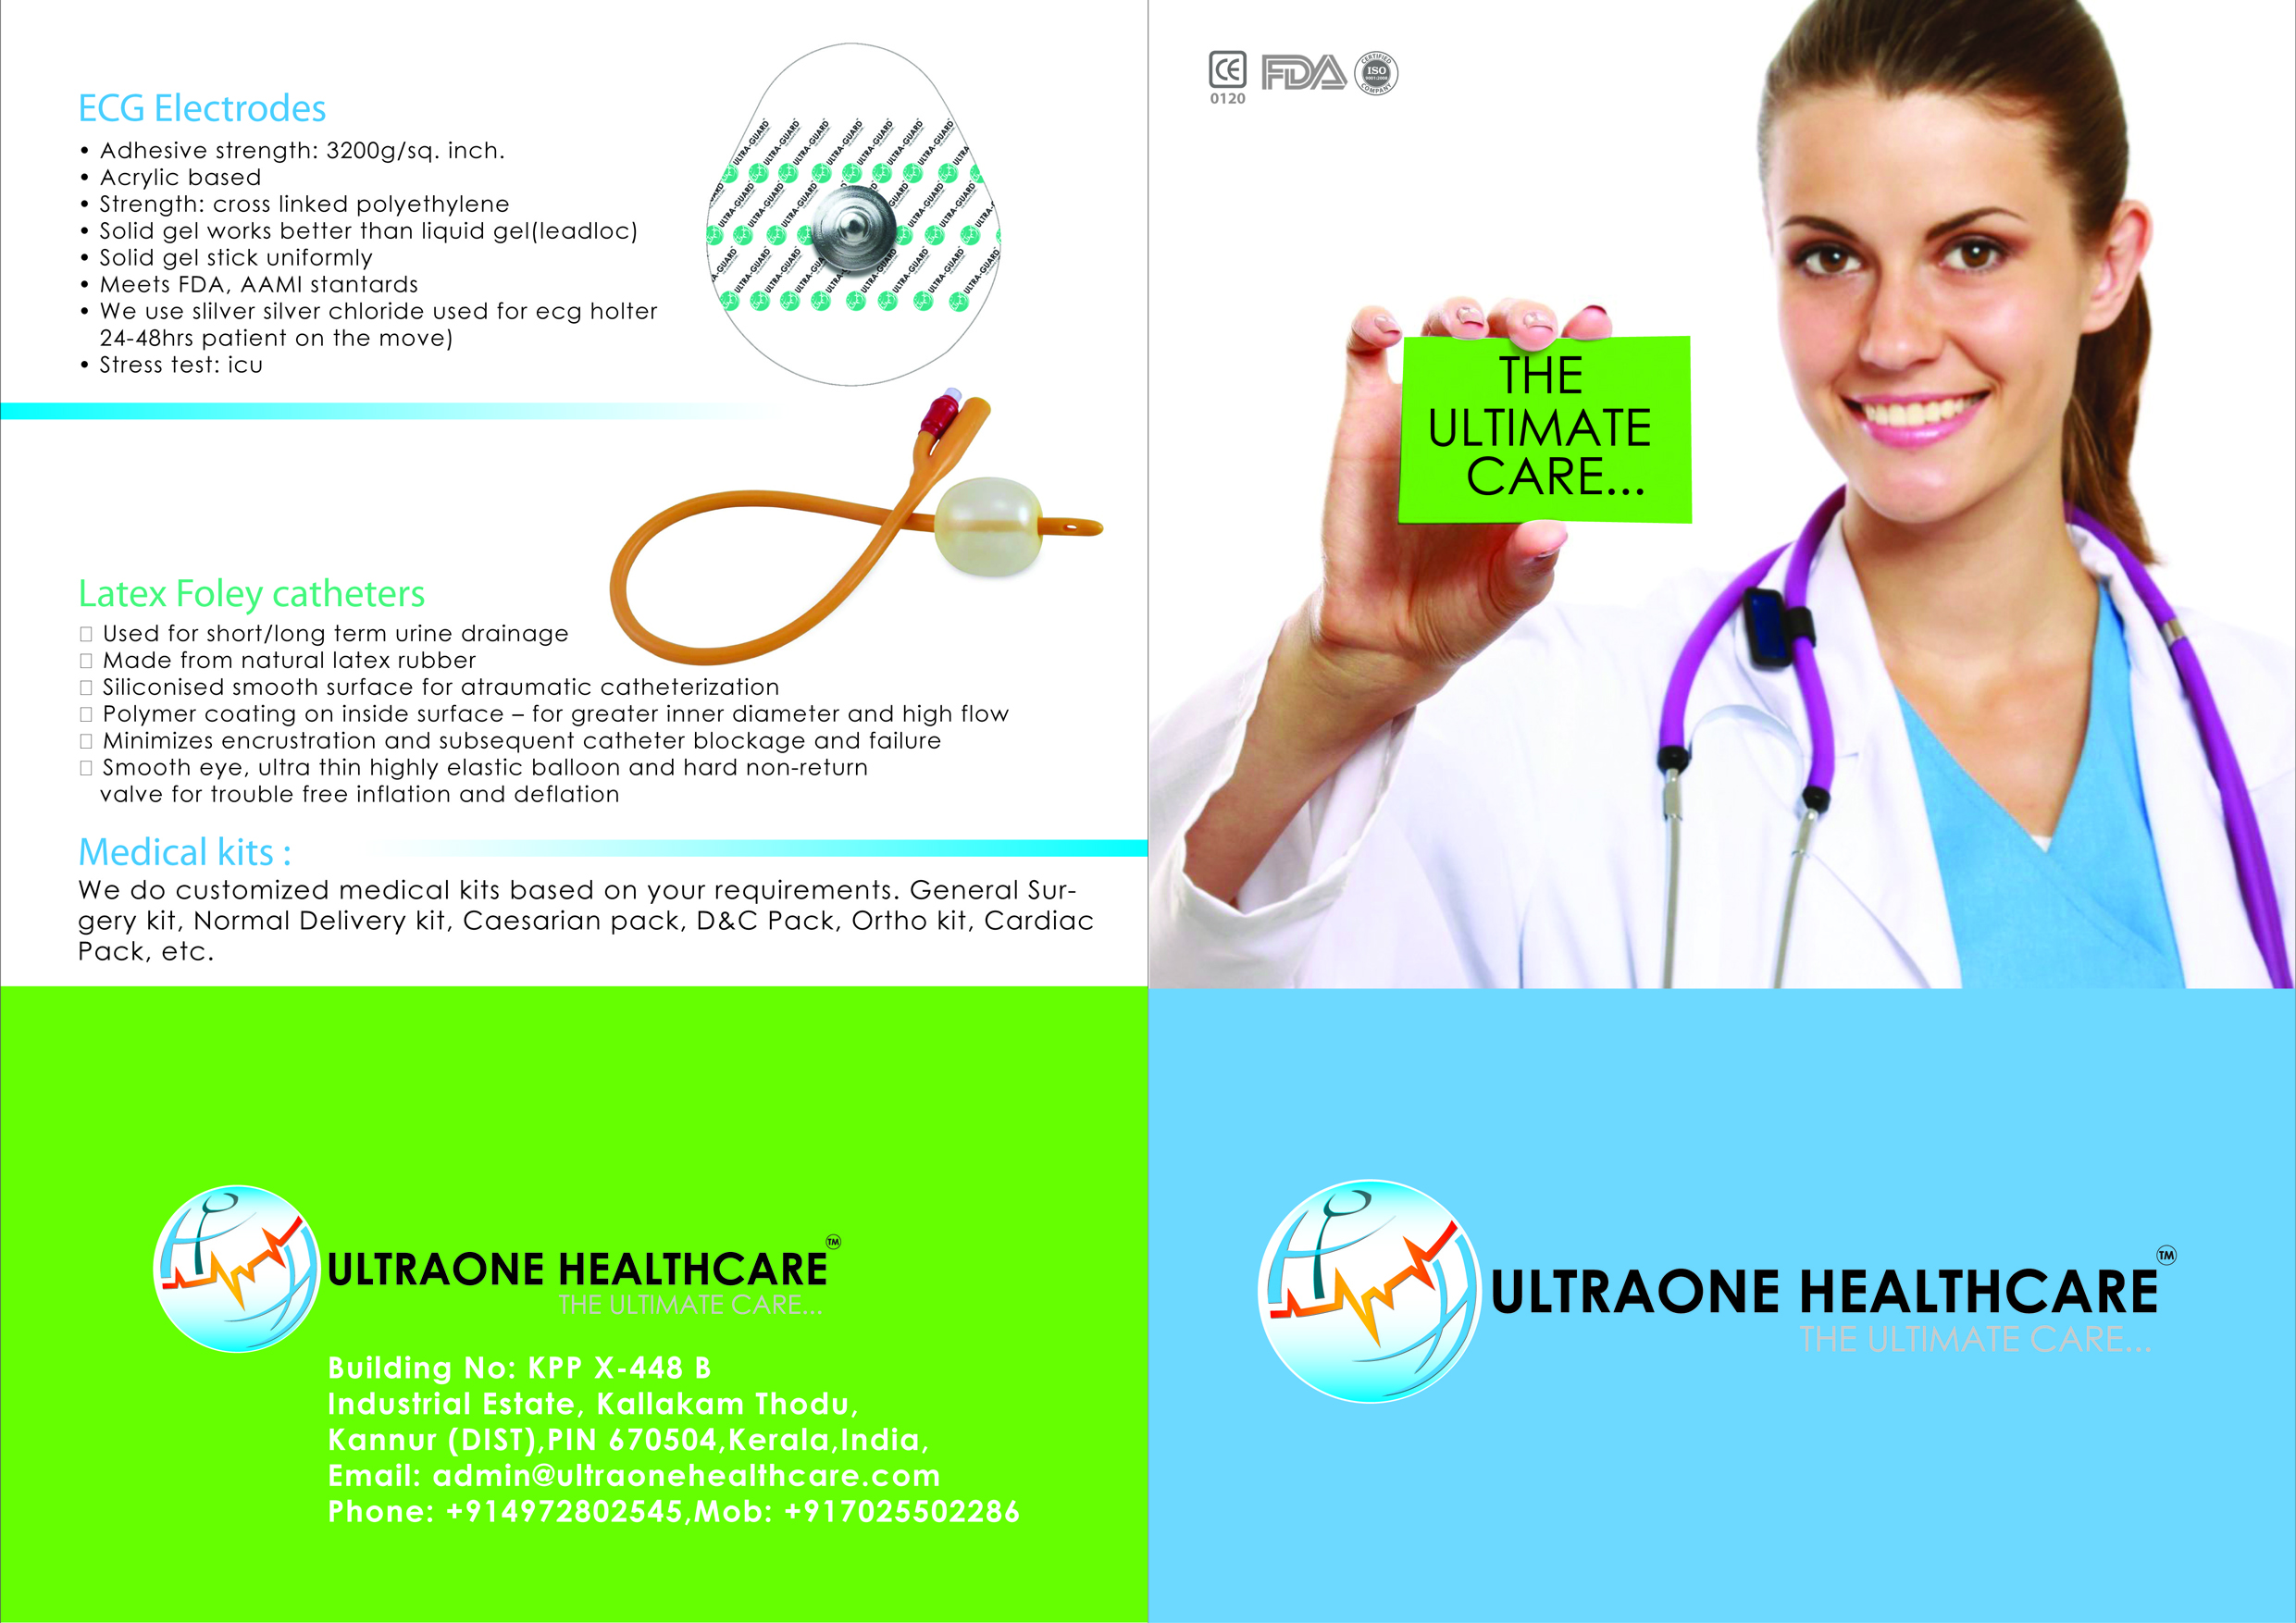 ECG Electrodes
• Adhesive strength: 3200g/sq. inch.
• Acrylic based
• Strength: cross linked polyethylene
• Solid gel works better than liquid gel(leadloc)
• Solid gel stick uniformly
• Meets FDA, AAMI stantards
• We use slilver silver chloride used for ecg holter
24-48hrs patient on the move)
• Stress test: icu
ULTRA-GUARD
Latex Foley catheters
Used for short/long term urine drainage
Made from natural latex rubber
Siliconised smooth surface for atraumatic catheterization
Polymer coating on inside surface – for greater inner diameter and high flow
Minimizes encrustration and subsequent catheter blockage and failure
Smooth eye, ultra thin highly elastic balloon and hard non-return
valve for trouble free inflation and deflation
Medical kits :
We do customized medical kits based on your requirements. General Sur-
gery kit, Normal Delivery kit, Caesarian pack, D&C Pack, Ortho kit, Cardiac
Pack, etc.
ULTRAONE HEALTHCARE TM
THE ULTIMATE CARE...
Building No: KPP X-448 B
Industrial Estate, Kallakam Thodu,
Kannur (DIST),PIN 670504,Kerala,India,
Email: admin@ultraonehealthcare.com
Phone: +914972802545,Mob: +917025502286
CE
0120
FDA
CERTIFIED
ISO
COMPANY
THE
ULTIMATE
CARE...
ULTRAONE HEALTHCARE TM
THE ULTIMATE CARE...